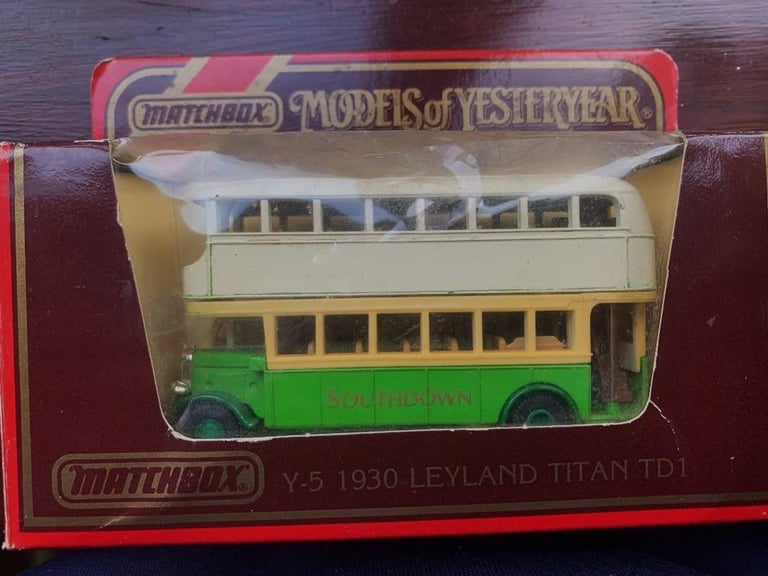 MATCHBOX MODELS of YESTERYEAR®
SOUTHDOWN
MATCHBOX® Y-5 1930 LEYLAND TITAN TD1